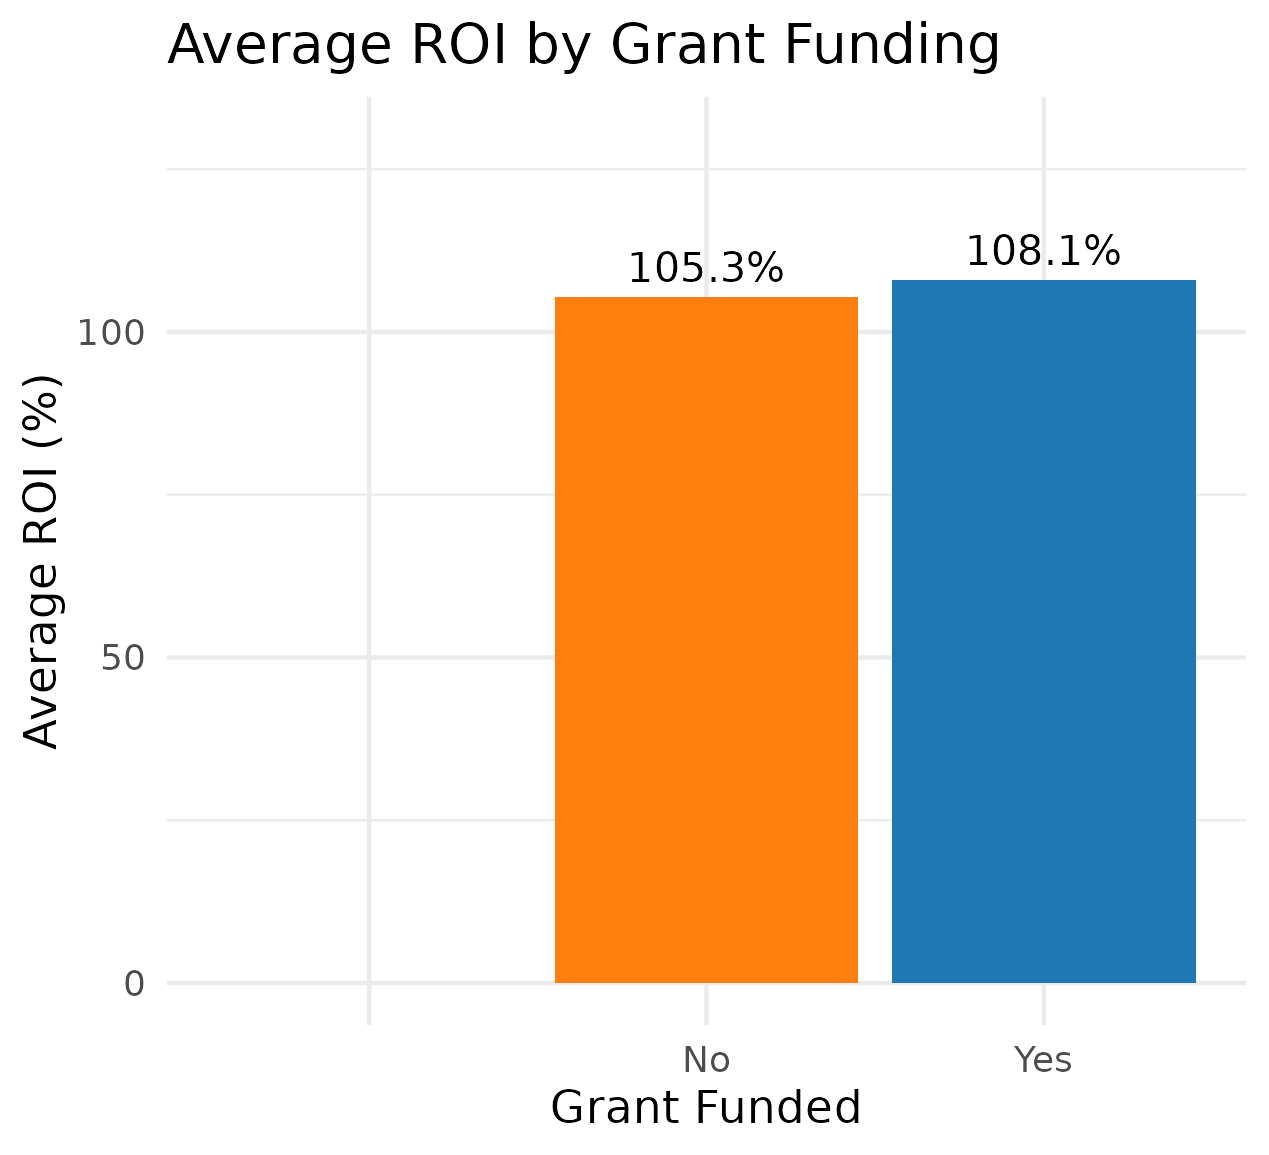 Average ROI by Grant Funding
Average ROI (%)
100
50
0
105.3%
108.1%
No
Yes
Grant Funded